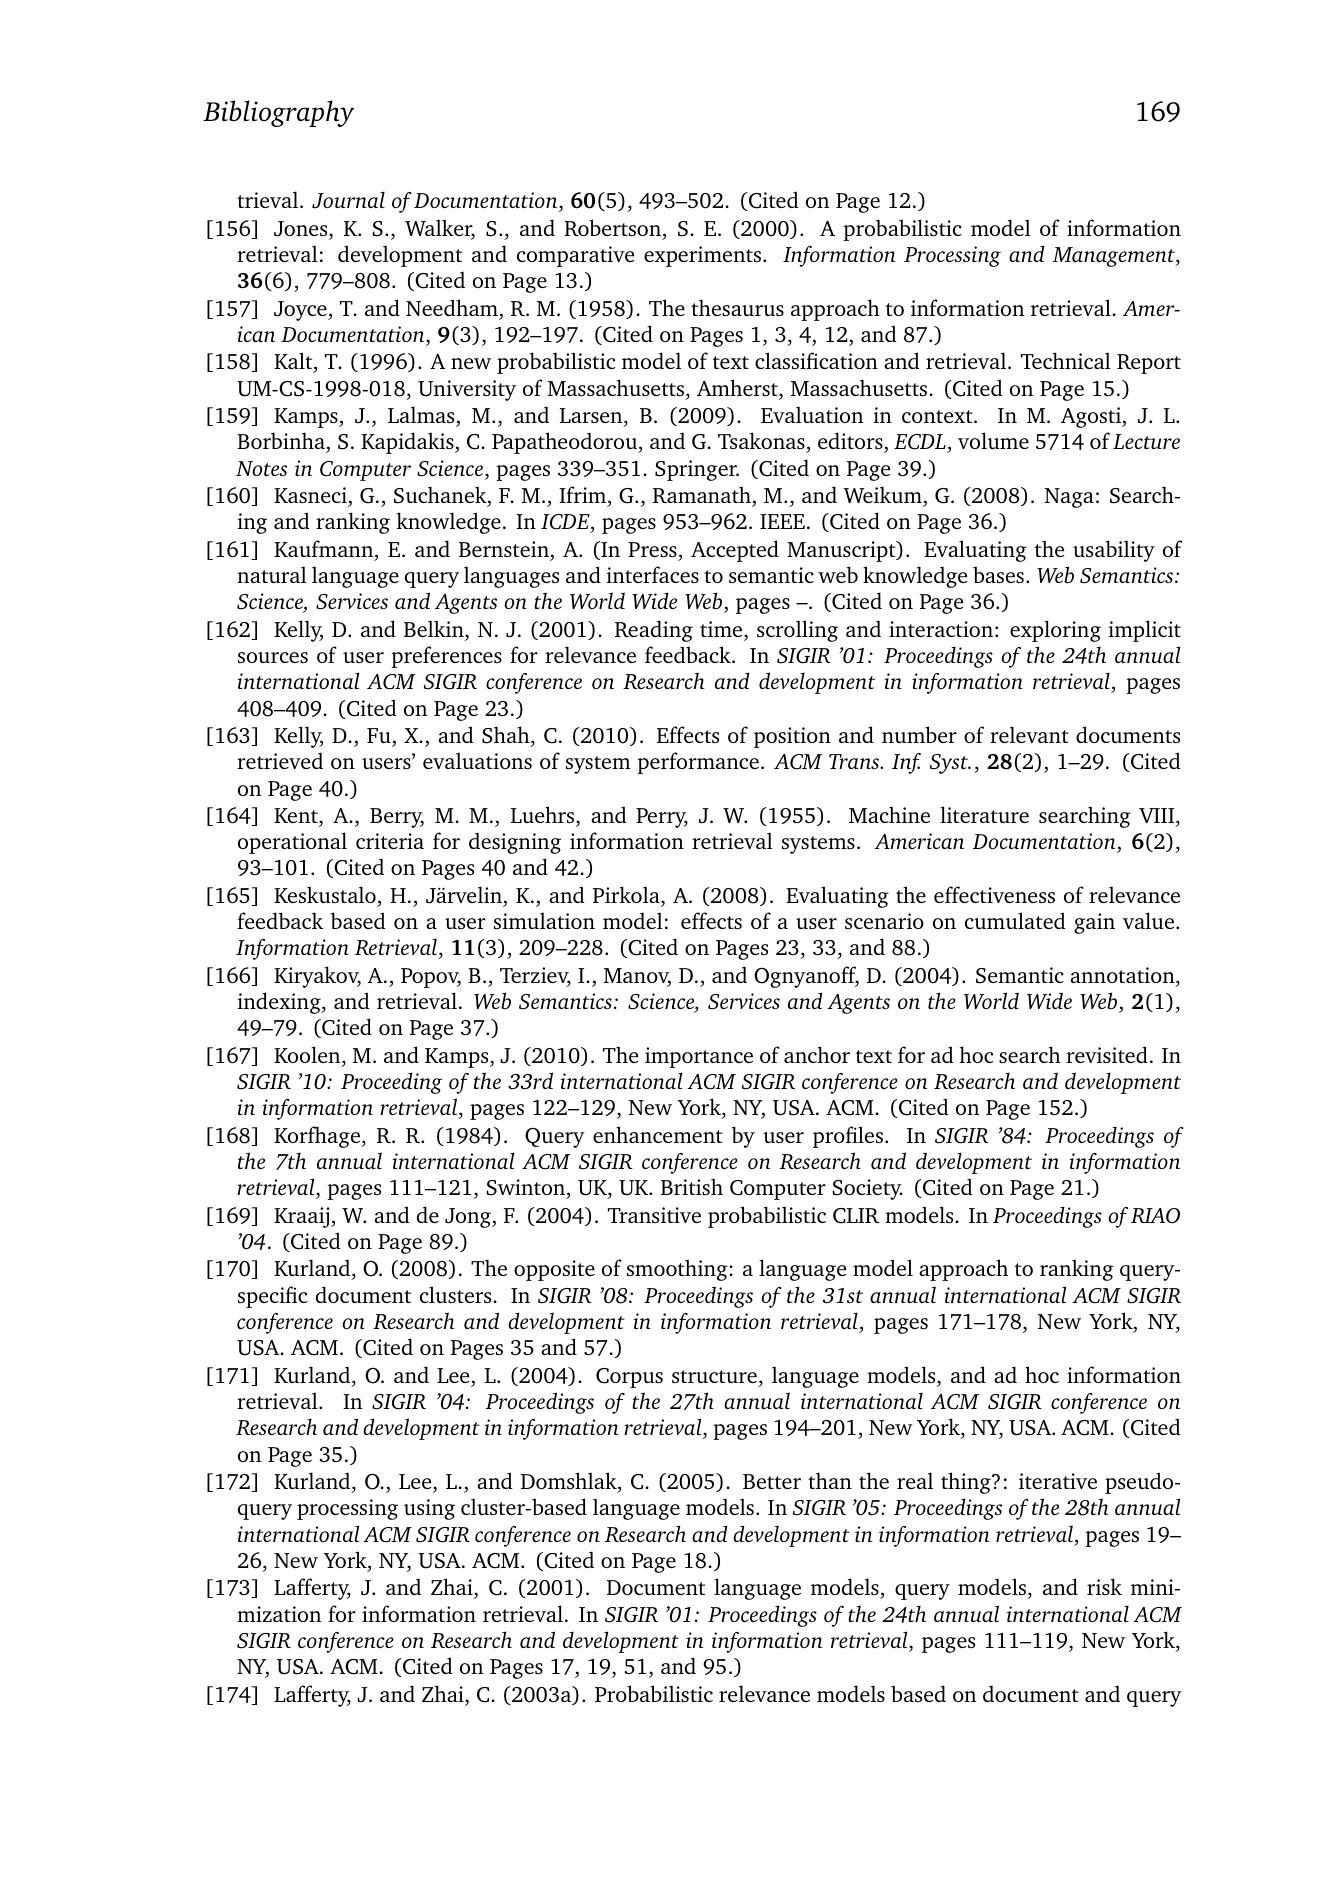 Bibliography 169
trieval. Journal of Documentation, 60(5), 493–502. (Cited on Page 12.)
[156] Jones, K. S., Walker, S., and Robertson, S. E. (2000). A probabilistic model of information
retrieval: development and comparative experiments. Information Processing and Management,
36(6), 779–808. (Cited on Page 13.)
[157] Joyce, T. and Needham, R. M. (1958). The thesaurus approach to information retrieval. Amer-
ican Documentation, 9(3), 192–197. (Cited on Pages 1, 3, 4, 12, and 87.)
[158] Kalt, T. (1996). A new probabilistic model of text classification and retrieval. Technical Report
UM-CS-1998-018, University of Massachusetts, Amherst, Massachusetts. (Cited on Page 15.)
[159] Kamps, J., Lalmas, M., and Larsen, B. (2009). Evaluation in context. In M. Agosti, J. L.
Borbinha, S. Kapidakis, C. Papatheodorou, and G. Tsakonas, editors, ECDL, volume 5714 of Lecture
Notes in Computer Science, pages 339–351. Springer. (Cited on Page 39.)
[160] Kasneci, G., Suchanek, F. M., Ifrim, G., Ramanath, M., and Weikum, G. (2008). Naga: Search-
ing and ranking knowledge. In ICDE, pages 953–962. IEEE. (Cited on Page 36.)
[161] Kaufmann, E. and Bernstein, A. (In Press, Accepted Manuscript). Evaluating the usability of
natural language query languages and interfaces to semantic web knowledge bases. Web Semantics:
Science, Services and Agents on the World Wide Web, pages –. (Cited on Page 36.)
[162] Kelly, D. and Belkin, N. J. (2001). Reading time, scrolling and interaction: exploring implicit
sources of user preferences for relevance feedback. In SIGIR ’01: Proceedings of the 24th annual
international ACM SIGIR conference on Research and development in information retrieval, pages
408–409. (Cited on Page 23.)
[163] Kelly, D., Fu, X., and Shah, C. (2010). Effects of position and number of relevant documents
retrieved on users’ evaluations of system performance. ACM Trans. Inf. Syst., 28(2), 1–29. (Cited
on Page 40.)
[164] Kent, A., Berry, M. M., Luehrs, and Perry, J. W. (1955). Machine literature searching VIII,
operational criteria for designing information retrieval systems. American Documentation, 6(2),
93–101. (Cited on Pages 40 and 42.)
[165] Keskustalo, H., Järvelin, K., and Pirkola, A. (2008). Evaluating the effectiveness of relevance
feedback based on a user simulation model: effects of a user scenario on cumulated gain value.
Information Retrieval, 11(3), 209–228. (Cited on Pages 23, 33, and 88.)
[166] Kiryakov, A., Popov, B., Terziev, I., Manov, D., and Ognyanoff, D. (2004). Semantic annotation,
indexing, and retrieval. Web Semantics: Science, Services and Agents on the World Wide Web, 2(1),
49–79. (Cited on Page 37.)
[167] Koolen, M. and Kamps, J. (2010). The importance of anchor text for ad hoc search revisited. In
SIGIR ’10: Proceeding of the 33rd international ACM SIGIR conference on Research and development
in information retrieval, pages 122–129, New York, NY, USA. ACM. (Cited on Page 152.)
[168] Korfhage, R. R. (1984). Query enhancement by user profiles. In SIGIR ’84: Proceedings of
the 7th annual international ACM SIGIR conference on Research and development in information
retrieval, pages 111–121, Swinton, UK, UK. British Computer Society. (Cited on Page 21.)
[169] Kraaij, W. and de Jong, F. (2004). Transitive probabilistic CLIR models. In Proceedings of RIAO
’04. (Cited on Page 89.)
[170] Kurland, O. (2008). The opposite of smoothing: a language model approach to ranking query-
specific document clusters. In SIGIR ’08: Proceedings of the 31st annual international ACM SIGIR
conference on Research and development in information retrieval, pages 171–178, New York, NY,
USA. ACM. (Cited on Pages 35 and 57.)
[171] Kurland, O. and Lee, L. (2004). Corpus structure, language models, and ad hoc information
retrieval. In SIGIR ’04: Proceedings of the 27th annual international ACM SIGIR conference on
Research and development in information retrieval, pages 194–201, New York, NY, USA. ACM. (Cited
on Page 35.)
[172] Kurland, O., Lee, L., and Domshlak, C. (2005). Better than the real thing?: iterative pseudo-
query processing using cluster-based language models. In SIGIR ’05: Proceedings of the 28th annual
international ACM SIGIR conference on Research and development in information retrieval, pages 19–
26, New York, NY, USA. ACM. (Cited on Page 18.)
[173] Lafferty, J. and Zhai, C. (2001). Document language models, query models, and risk mini-
mization for information retrieval. In SIGIR ’01: Proceedings of the 24th annual international ACM
SIGIR conference on Research and development in information retrieval, pages 111–119, New York,
NY, USA. ACM. (Cited on Pages 17, 19, 51, and 95.)
[174] Lafferty, J. and Zhai, C. (2003a). Probabilistic relevance models based on document and query